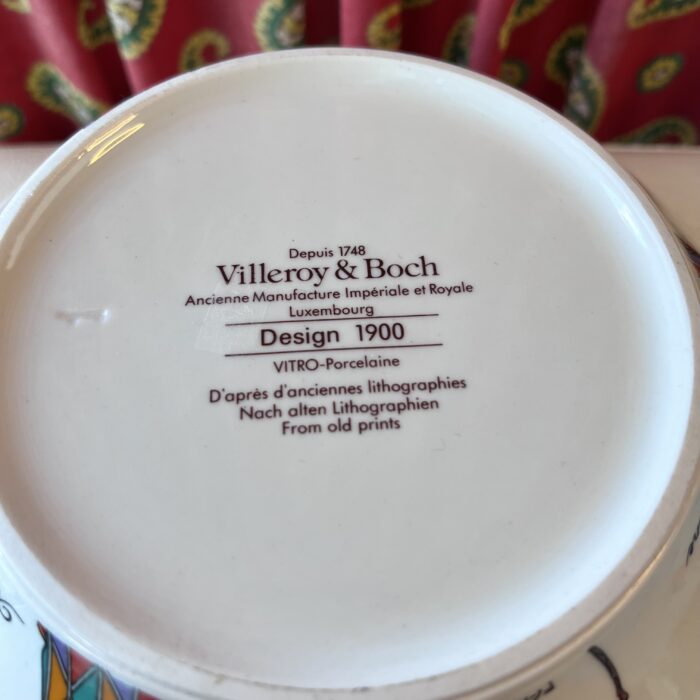 Depuis 1748
Villeroy & Boch
Ancienne Manufacture Impériale et Royale
Luxembourg
Design 1900
VITRO-Porcelaine
D'après d'anciennes lithographies
Nach alten Lithographien
From old prints